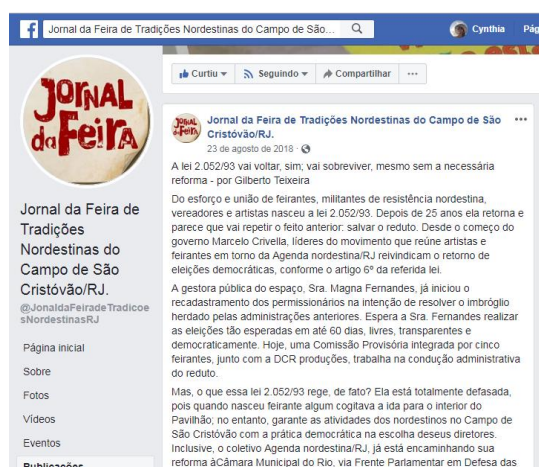 Jornal da Feira de Tradições Nordestinas do Campo de São...
Cynthia
Pág
JORNAL
da FeirA
Curtiu
Seguindo
Compartilhar
...
Jornal da Feira de Tradições Nordestinas do Campo de São Cristóvão/RJ.
@JonaldaFeiradeTradicoesNordestinasRJ
Página inicial
Sobre
Fotos
Vídeos
Eventos
Publicações
JORNAL
da FeirA
Jornal da Feira de Tradições Nordestinas do Campo de São
Cristóvão/RJ.
23 de agosto de 2018 ·
A lei 2.052/93 vai voltar, sim; vai sobreviver, mesmo sem a necessária
reforma - por Gilberto Teixeira
Do esforço e união de feirantes, militantes de resistência nordestina,
vereadores e artistas nasceu a lei 2.052/93. Depois de 25 anos ela retorna e
parece que vai repetir o feito anterior: salvar o reduto. Desde o começo do
governo Marcelo Crivella, líderes do movimento que reúne artistas e
feirantes em torno da Agenda nordestina/RJ reivindicam o retorno de
eleições democráticas, conforme o artigo 6º da referida lei.
A gestora pública do espaço, Sra. Magna Fernandes, já iniciou o
recadastramento dos permissionários na intenção de resolver o imbróglio
herdado pelas administrações anteriores. Espera a Sra. Fernandes realizar
as eleições tão esperadas em até 60 dias, livres, transparentes e
democraticamente. Hoje, uma Comissão Provisória integrada por cinco
feirantes, junto com a DCR produções, trabalha na condução administrativa
do reduto.
Mas, o que essa lei 2.052/93 rege, de fato? Ela está totalmente defasada,
pois quando nasceu feirante algum cogitava a ida para o interior do
Pavilhão; no entanto, garante as atividades dos nordestinos no Campo de
São Cristóvão com a prática democrática na escolha deseus diretores.
Inclusive, o coletivo Agenda nordestina/RJ, já está encaminhando sua
reforma àCâmara Municipal do Rio, via Frente Parlamentar em Defesa das